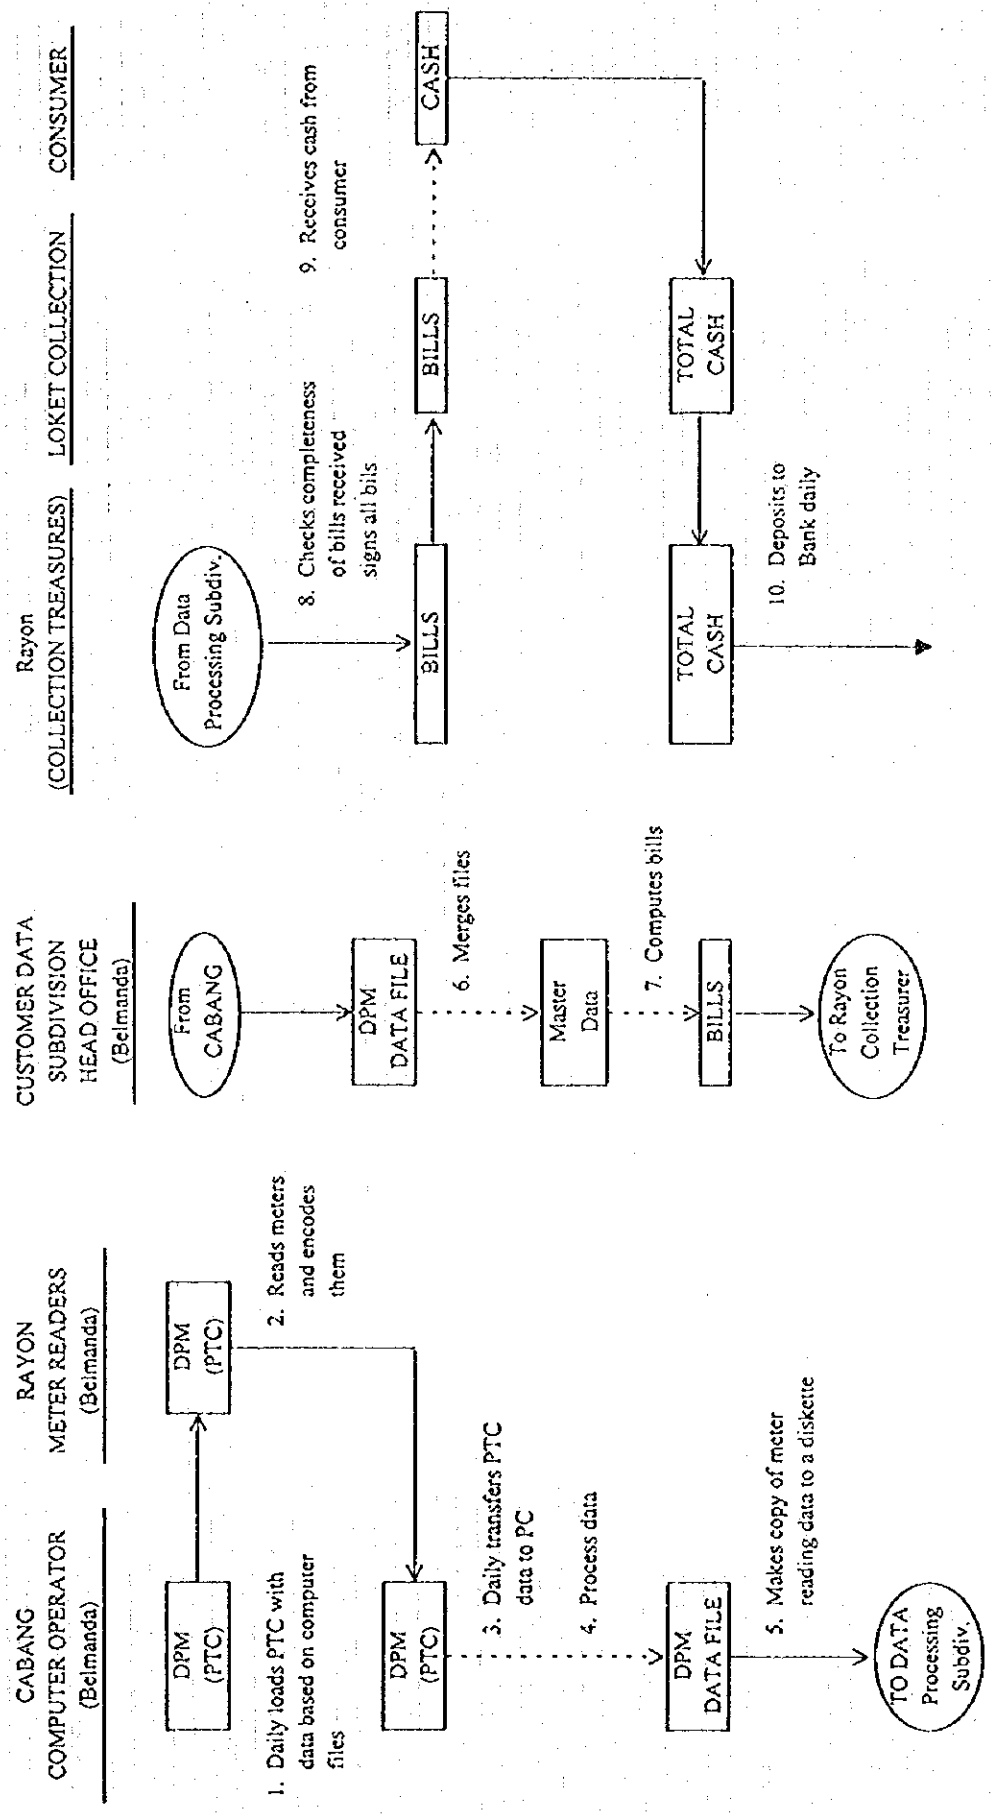 CABANG
COMPUTER OPERATOR
(Belmanda)
RAYON
METER READERS
(Belmanda)
DPM
(PTC)
DPM
(PTC)
1. Daily loads PTC with
data based on computer
files
2. Reads meters
and encodes
them
DPM
(PTC)
3. Daily transfers PTC
data to PC
4. Process data
DPM
DATA FILE
5. Makes copy of meter
reading data to a diskette
TO DATA
Processing
Subdiv.
CUSTOMER DATA
SUBDIVISION
HEAD OFFICE
(Belmanda)
From
CABANG
DPM
DATA FILE
6. Merges files
Master
Data
7. Computes bills
BILLS
To Rayon
Collection
Treasurer
Rayon
(COLLECTION TREASURES)
LOKET COLLECTION
CONSUMER
From Data
Processing Subdiv.
8. Checks completeness
of bills received
signs all bils
9. Receives cash from
consumer
BILLS
BILLS
CASH
TOTAL
CASH
TOTAL
CASH
10. Deposits to
Bank daily